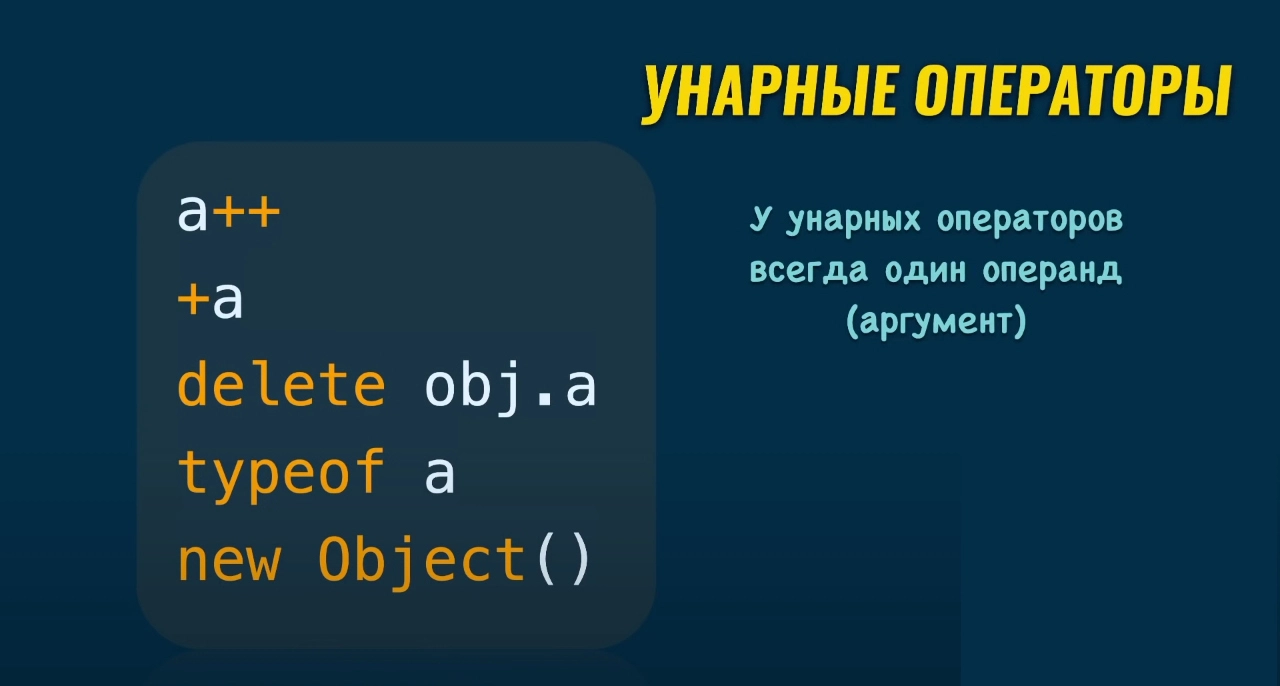 УНАРНЫЕ ОПЕРАТОРЫ
a++
+a
delete obj.a
typeof a
new Object()
У унарных операторов
всегда один операнд
(аргумент)